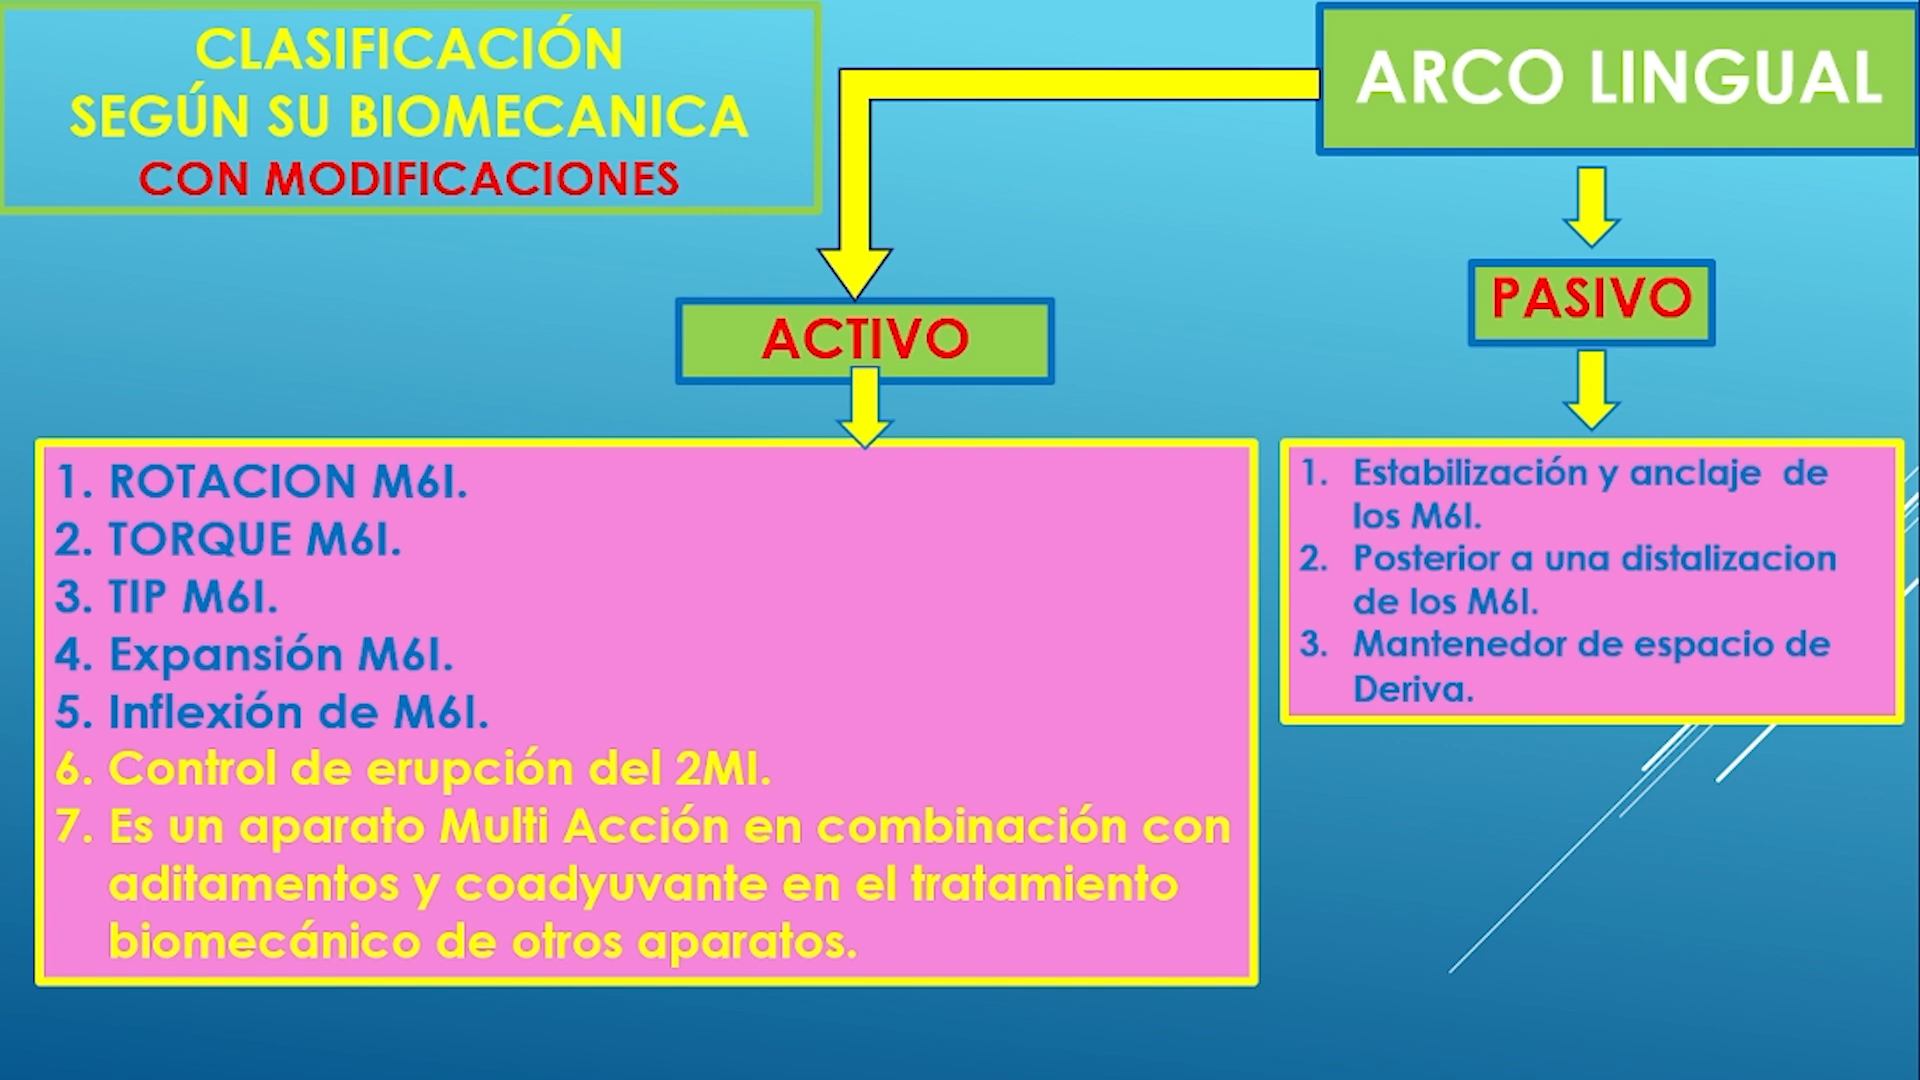 CLASIFICACIÓN
SEGÚN SU BIOMECANICA
CON MODIFICACIONES
ARCO LINGUAL
ACTIVO
PASIVO
1. ROTACION M6I.
2. TORQUE M6I.
3. TIP M6I.
4. Expansión M6I.
5. Inflexión de M6I.
6. Control de erupción del 2MI.
7. Es un aparato Multi Acción en combinación con
aditamentos y coadyuvante en el tratamiento
biomecánico de otros aparatos.
1. Estabilización y anclaje de
los M6I.
2. Posterior a una distalizacion
de los M6I.
3. Mantenedor de espacio de
Deriva.